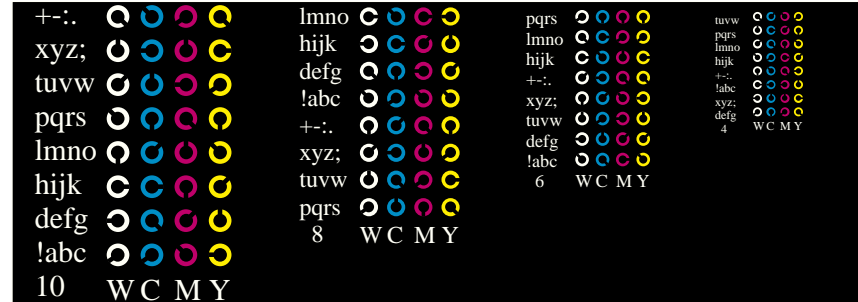 +-:.
xyz;
tuvw
pqrs
lmno
hijk
defg
!abc
10 W C M Y
lmno
hijk
defg
!abc
+-:.
xyz;
tuvw
pqrs
8 W C M Y
pqrs
lmno
hijk
+-:.
xyz;
tuvw
defg
!abc
6 W C M Y
tuvw
pqrs
lmno
hijk
+-:.
!abc
xyz;
defg
4 W C M Y